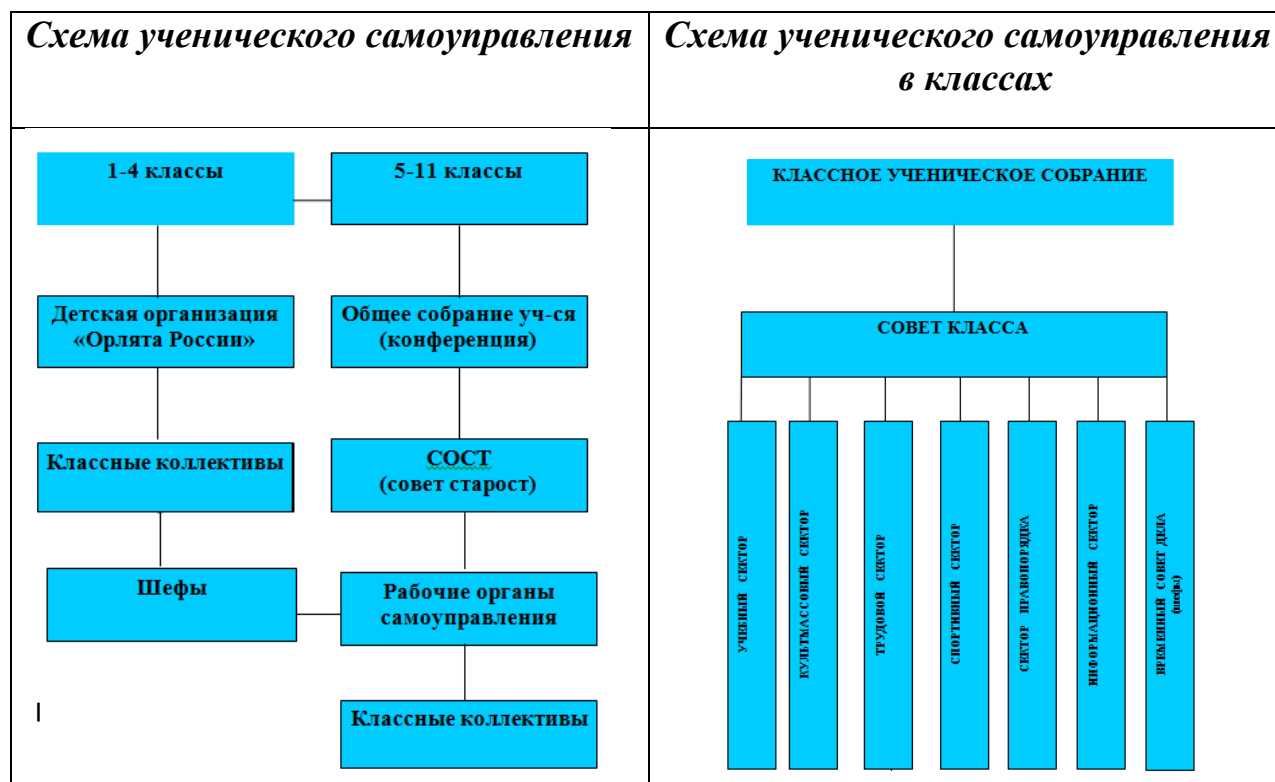 Схема ученического самоуправления
Схема ученического самоуправления
в классах
1-4 классы
5-11 классы
Детская организация
«Орлята России»
Общее собрание уч-ся
(конференция)
Классные коллективы
СОСТ
(совет старост)
Шефы
Рабочие органы
самоуправления
Классные коллективы
КЛАССНОЕ УЧЕНИЧЕСКОЕ СОБРАНИЕ
СОВЕТ КЛАССА
УЧЕБНЫЙ СЕКТОР
КУЛЬТМАССОВЫЙ СЕКТОР
ТРУДОВОЙ СЕКТОР
СПОРТИВНЫЙ СЕКТОР
СЕКТОР ПРАВОПОРЯДКА
ИНФОРМАЦИОННЫЙ СЕКТОР
ВРЕМЕННЫЙ СОВЕТ ДЕЛА
(шефы)